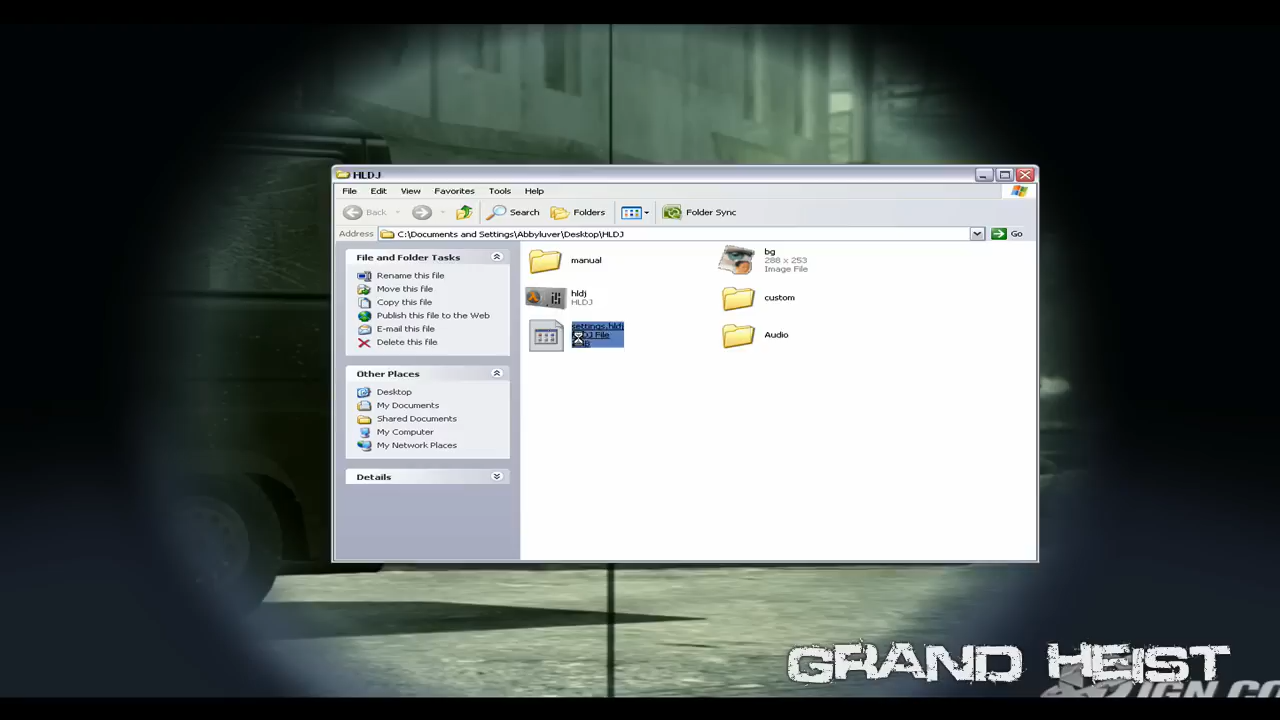 HLDJ
File Edit View Favorites Tools Help
Back Search Folders Folder Sync
Address C:\Documents and Settings\Abbyluver\Desktop\HLDJ Go
File and Folder Tasks
Rename this file
Move this file
Copy this file
Publish this file to the Web
E-mail this file
Delete this file
Other Places
Desktop
My Documents
Shared Documents
My Computer
My Network Places
Details
manual
bg
288 x 253
Image File
hldj
HLDJ
custom
settings.hldj
File
Audio
GRAND HEIST
IGN.CO